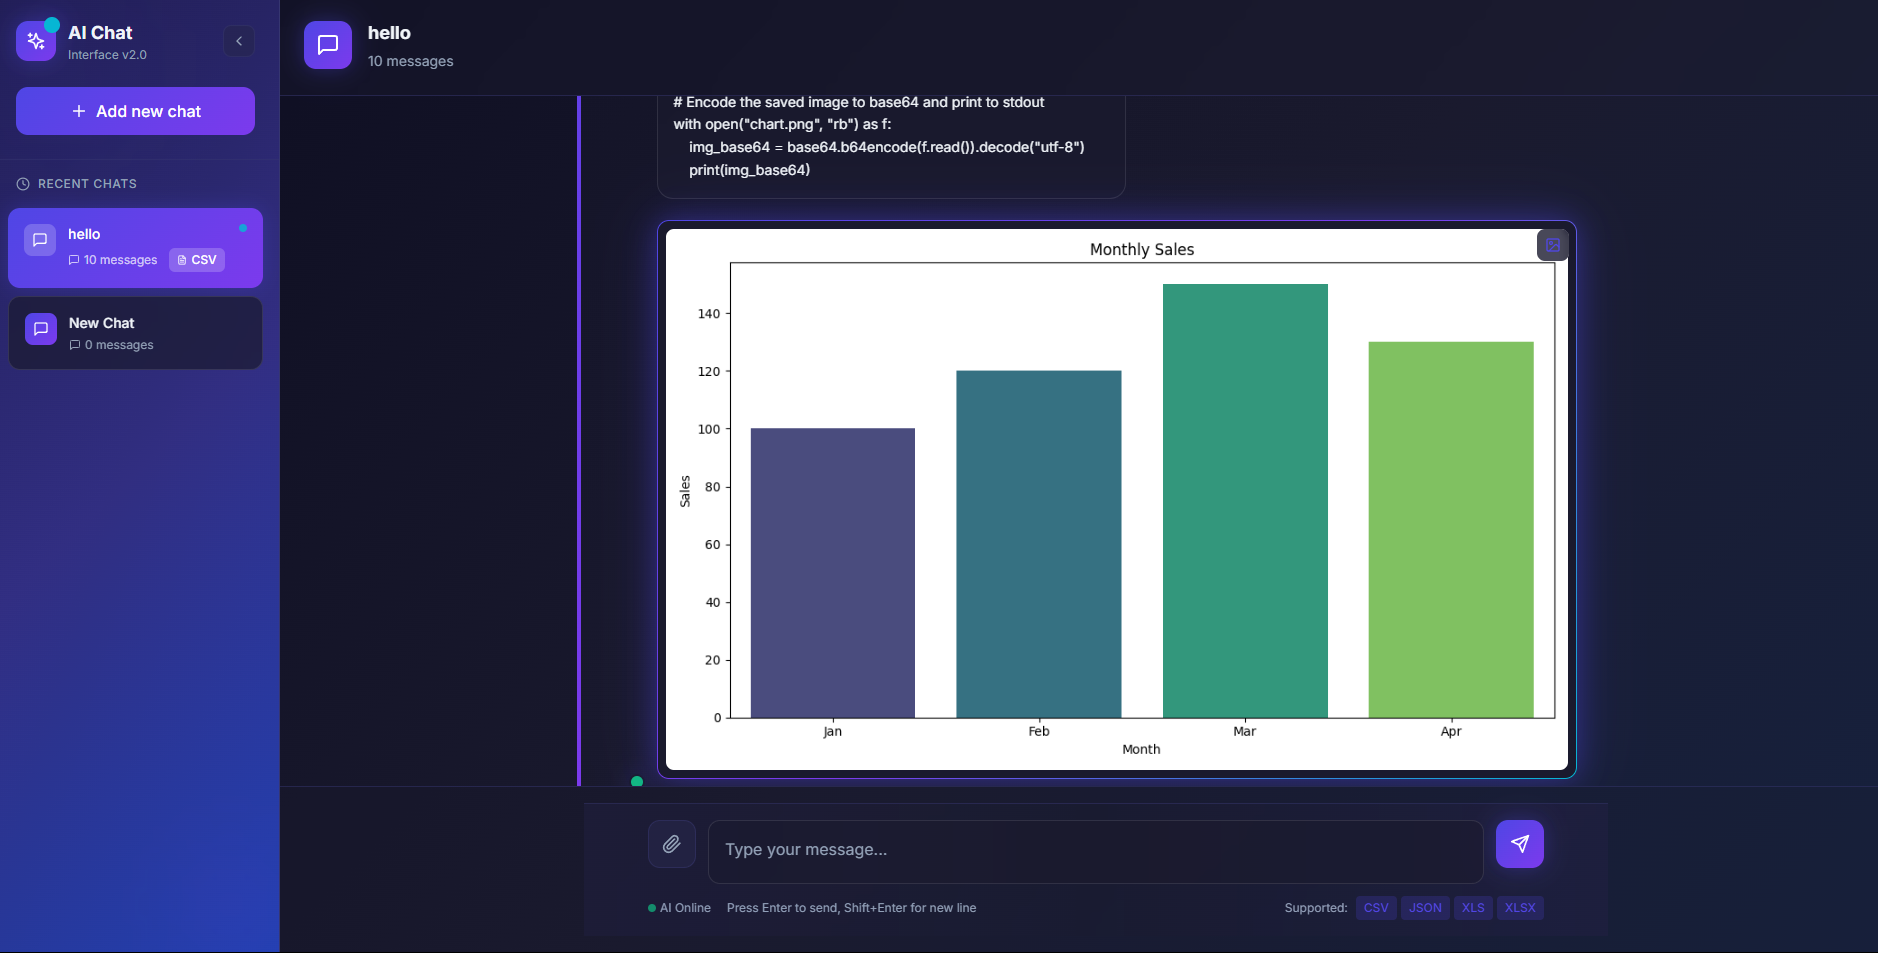 AI Chat
Interface v2.0
Add new chat
RECENT CHATS
hello
10 messages
CSV
New Chat
0 messages
hello
10 messages
# Encode the saved image to base64 and print to stdout
with open("chart.png", "rb") as f:
    img_base64 = base64.b64encode(f.read()).decode("utf-8")
    print(img_base64)
Monthly Sales
140
120
100
80
60
40
20
0
Sales
Jan Feb Mar Apr
Month
Type your message...
AI Online Press Enter to send, Shift+Enter for new line
Supported: CSV JSON XLS XLSX